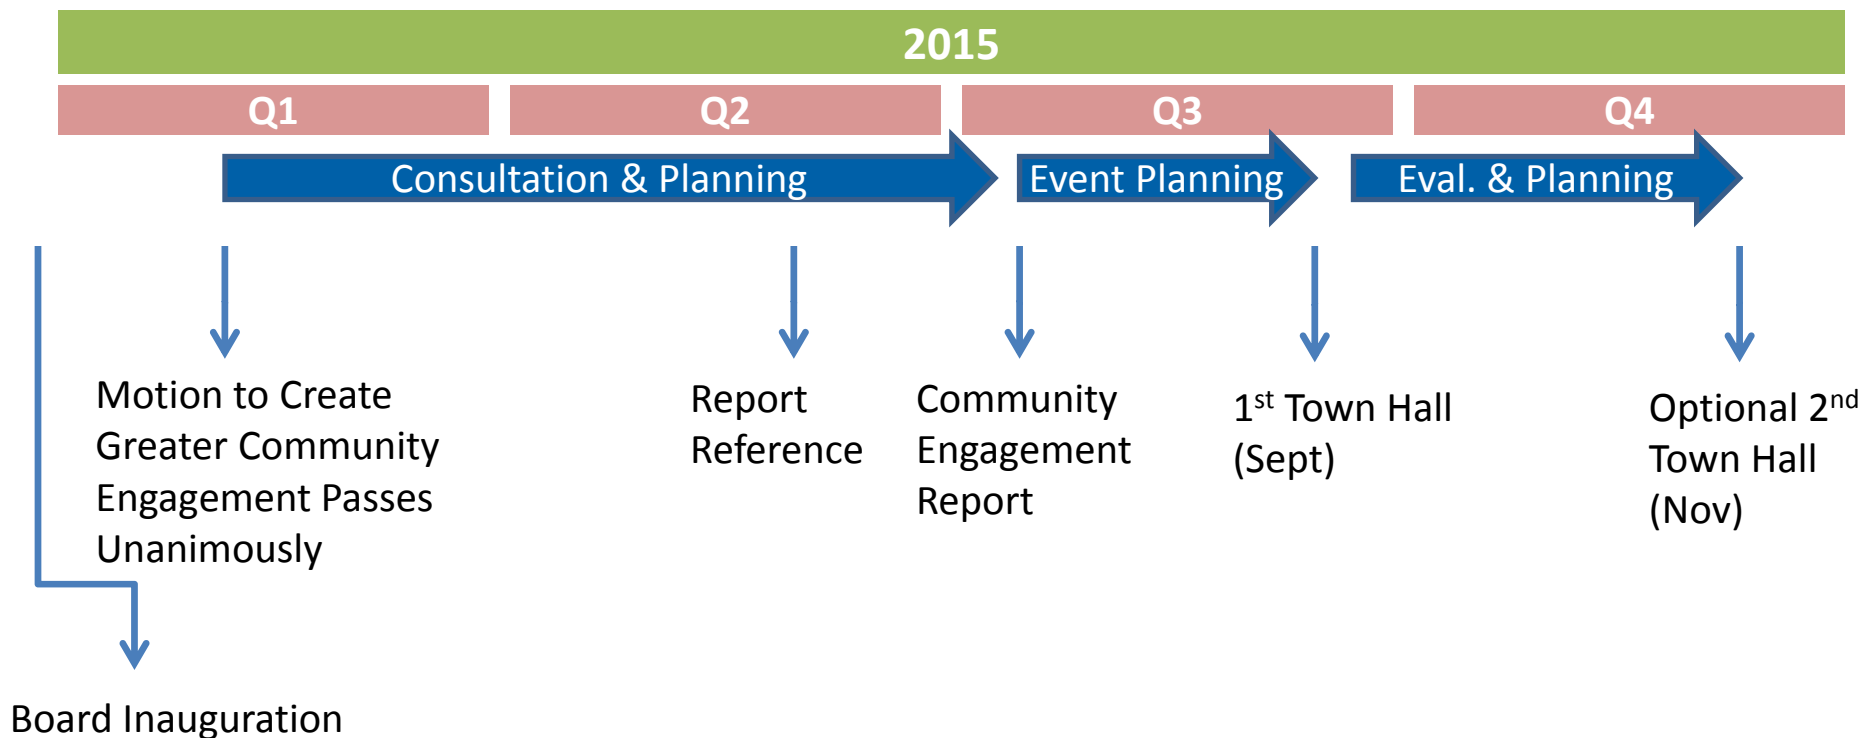 2015
Q1
Q2
Q3
Q4
Consultation & Planning
Event Planning
Eval. & Planning
Motion to Create
Greater Community
Engagement Passes
Unanimously
Report
Reference
Community
Engagement
Report
1st Town Hall
(Sept)
Optional 2nd
Town Hall
(Nov)
Board Inauguration